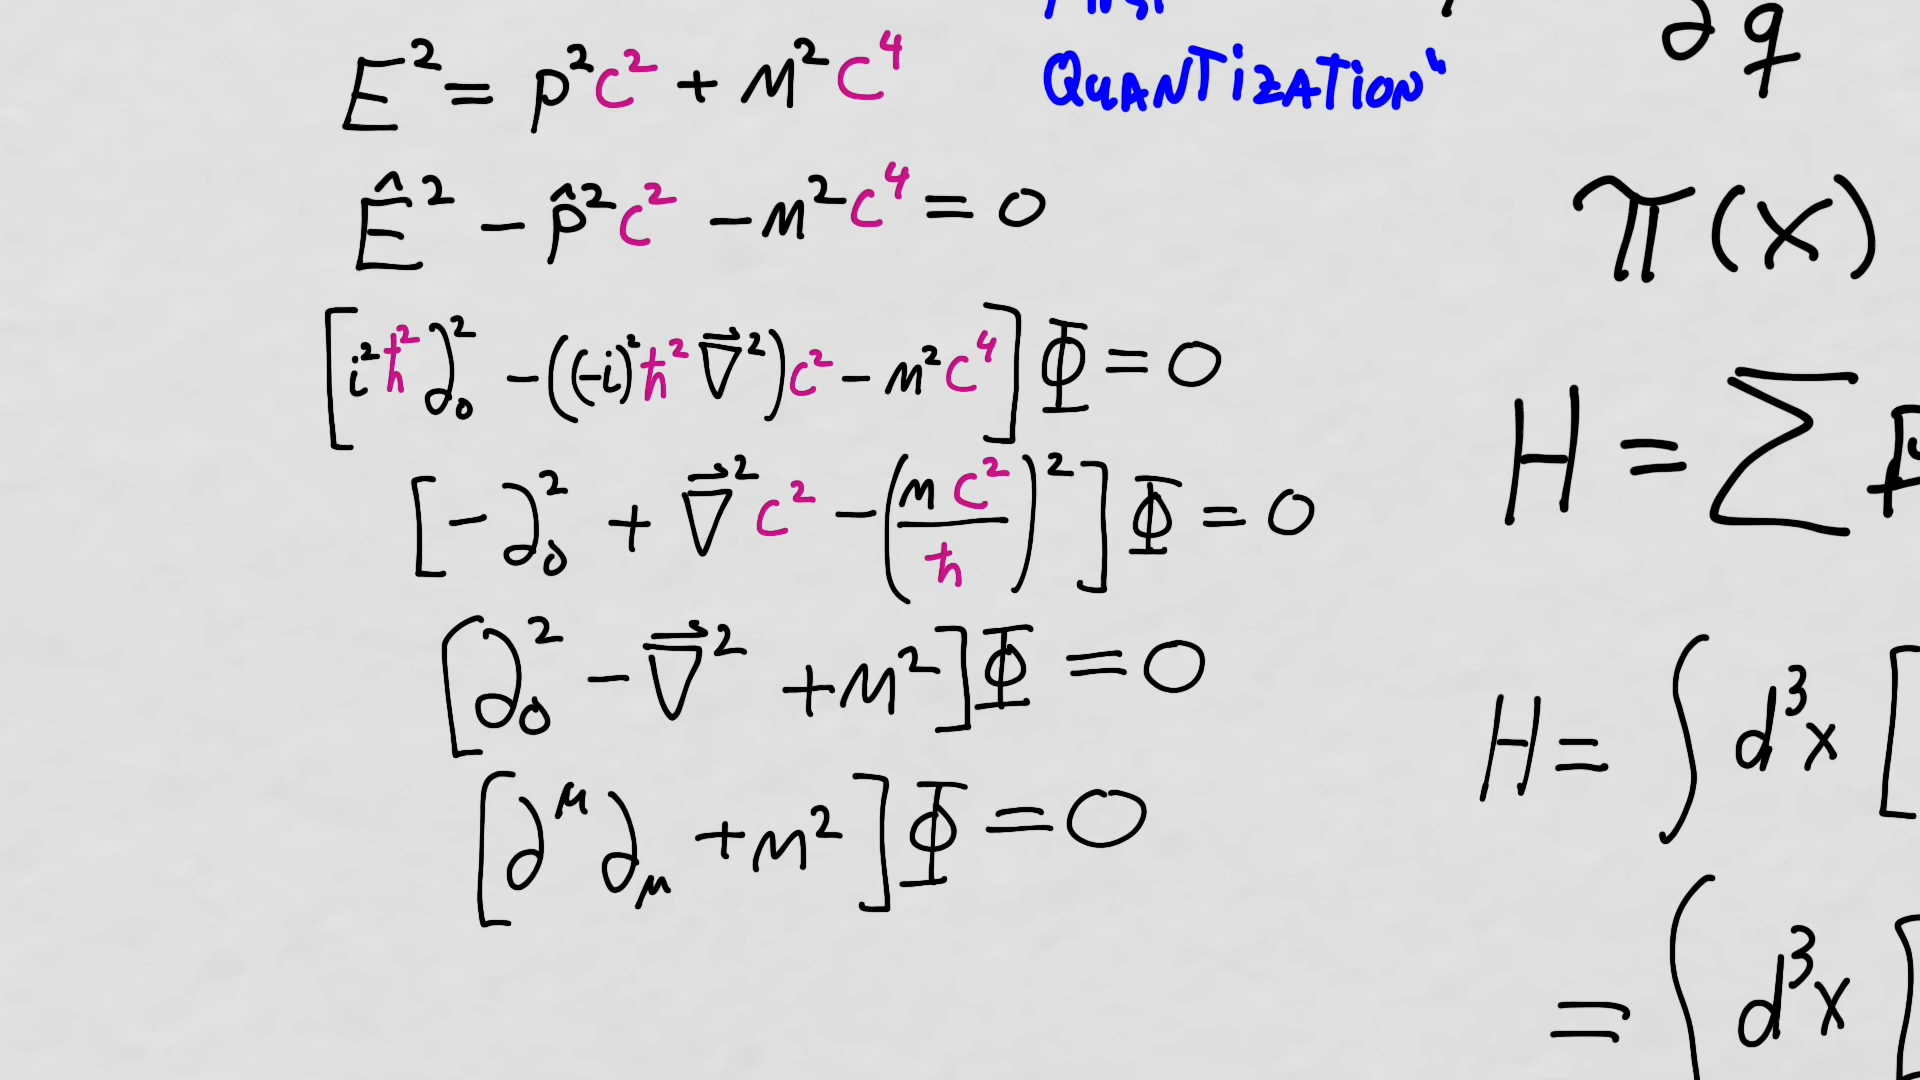 E² = p²c² + m²c⁴
Ê² − p̂²c² − m²c⁴ = 0
[i²ħ²∂₀² − ((−i)²ħ²∇⃗²)c² − m²c⁴]Φ = 0
[−∂₀² + ∇⃗²c² − (mc²/ħ)²]Φ = 0
[∂₀² − ∇⃗² + m²]Φ = 0
[∂^μ∂_μ + m²]Φ = 0
QUANTIZATION"
∂q
π(x)
H = Σ p
H = ∫ d³x [
= ∫ d³x [